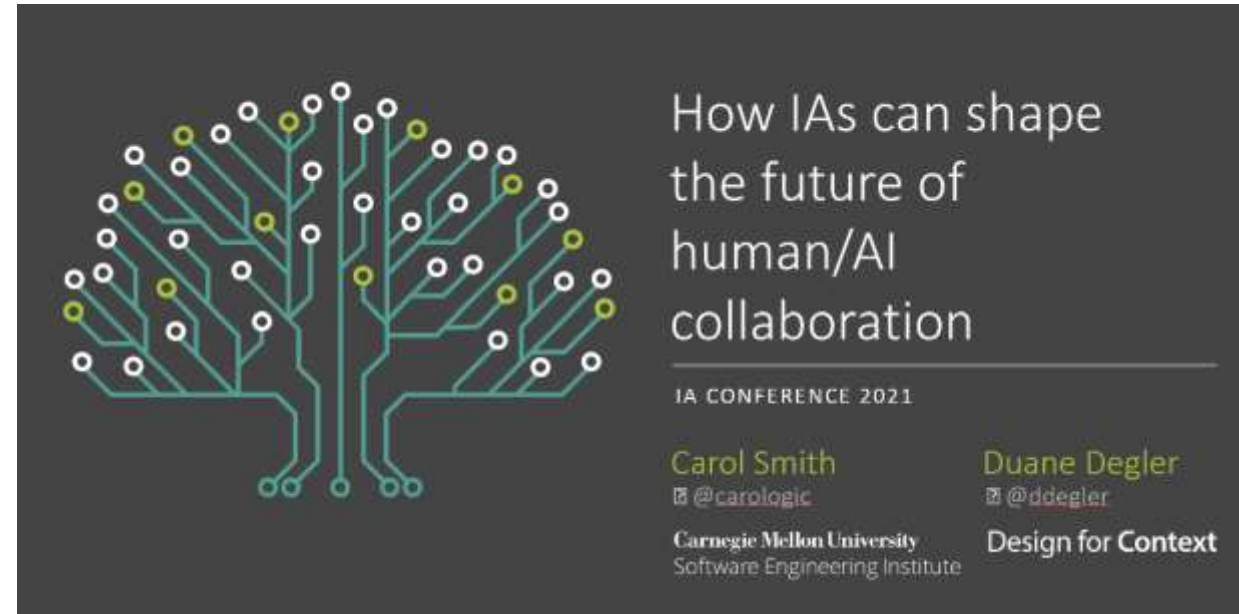 How IAs can shape
the future of
human/AI
collaboration
IA CONFERENCE 2021
Carol Smith
@carologic
Carnegie Mellon University
Software Engineering Institute
Duane Degler
@ddegler
Design for Context